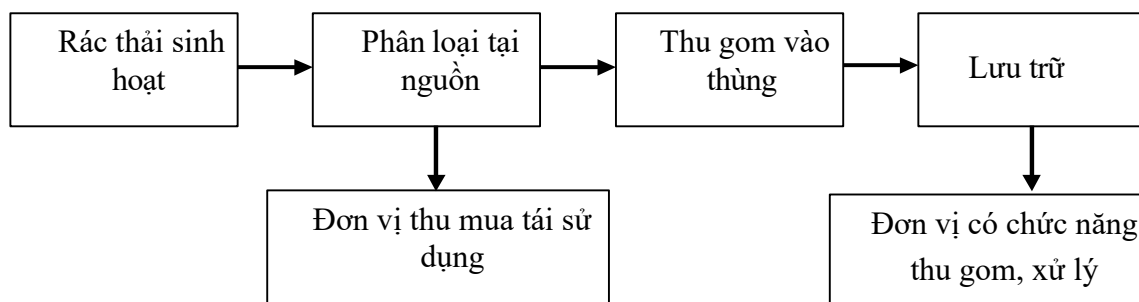 Rác thải sinh
hoạt
Phân loại tại
nguồn
Thu gom vào
thùng
Lưu trữ
Đơn vị thu mua tái sử
dụng
Đơn vị có chức năng
thu gom, xử lý